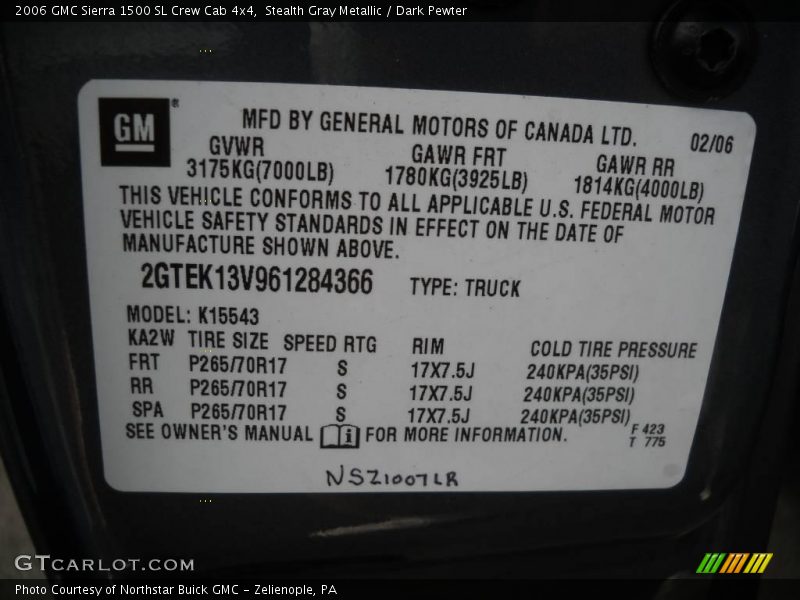 2006 GMC Sierra 1500 SL Crew Cab 4x4, Stealth Gray Metallic / Dark Pewter
GM®
MFD BY GENERAL MOTORS OF CANADA LTD. 02/06
GVWR GAWR FRT GAWR RR
3175KG(7000LB) 1780KG(3925LB) 1814KG(4000LB)
THIS VEHICLE CONFORMS TO ALL APPLICABLE U.S. FEDERAL MOTOR
VEHICLE SAFETY STANDARDS IN EFFECT ON THE DATE OF
MANUFACTURE SHOWN ABOVE.
2GTEK13V961284366 TYPE: TRUCK
MODEL: K15543
KA2W TIRE SIZE SPEED RTG RIM COLD TIRE PRESSURE
FRT P265/70R17 S 17X7.5J 240KPA(35PSI)
RR P265/70R17 S 17X7.5J 240KPA(35PSI)
SPA P265/70R17 S 17X7.5J 240KPA(35PSI)
SEE OWNER'S MANUAL FOR MORE INFORMATION. F 423
T 775
NSZ1007LR
GTCARLOT.COM
Photo Courtesy of Northstar Buick GMC - Zelienople, PA